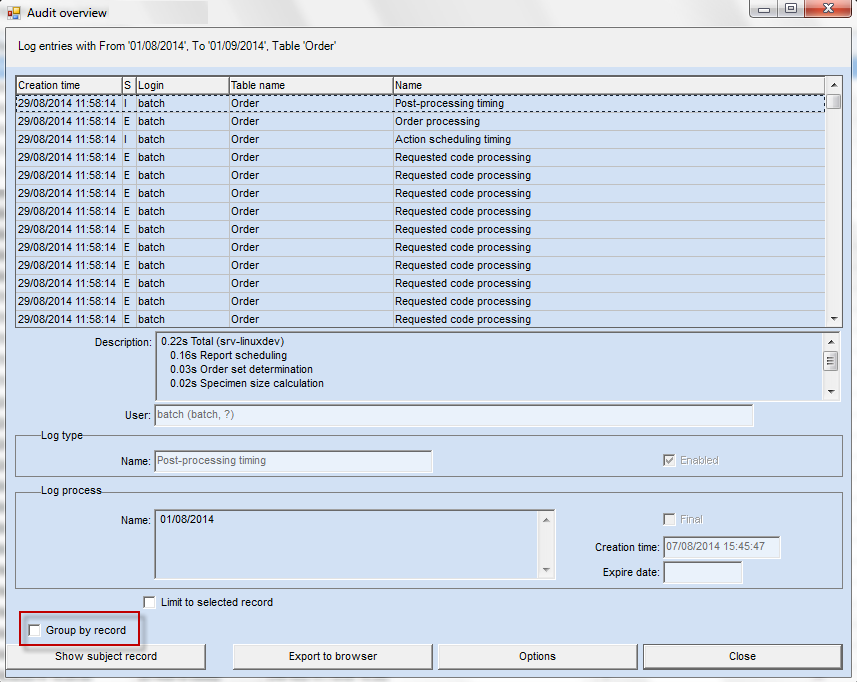 Audit overview
Log entries with From '01/08/2014', To '01/09/2014', Table 'Order'
Creation time S Login Table name Name
29/08/2014 11:58:14 I batch Order Post-processing timing
29/08/2014 11:58:14 E batch Order Order processing
29/08/2014 11:58:14 I batch Order Action scheduling timing
29/08/2014 11:58:14 E batch Order Requested code processing
29/08/2014 11:58:14 E batch Order Requested code processing
29/08/2014 11:58:14 E batch Order Requested code processing
29/08/2014 11:58:14 E batch Order Requested code processing
29/08/2014 11:58:14 E batch Order Requested code processing
29/08/2014 11:58:14 E batch Order Requested code processing
29/08/2014 11:58:14 E batch Order Requested code processing
29/08/2014 11:58:14 E batch Order Requested code processing
29/08/2014 11:58:14 E batch Order Requested code processing
29/08/2014 11:58:14 E batch Order Requested code processing
Description: 0.22s Total (srv-linuxdev)
0.16s Report scheduling
0.03s Order set determination
0.02s Specimen size calculation
User: batch (batch, ?)
Log type
Name: Post-processing timing Enabled
Log process
Name: 01/08/2014 Final
Creation time: 07/08/2014 15:45:47
Expire date:
Limit to selected record
Group by record
Show subject record Export to browser Options Close